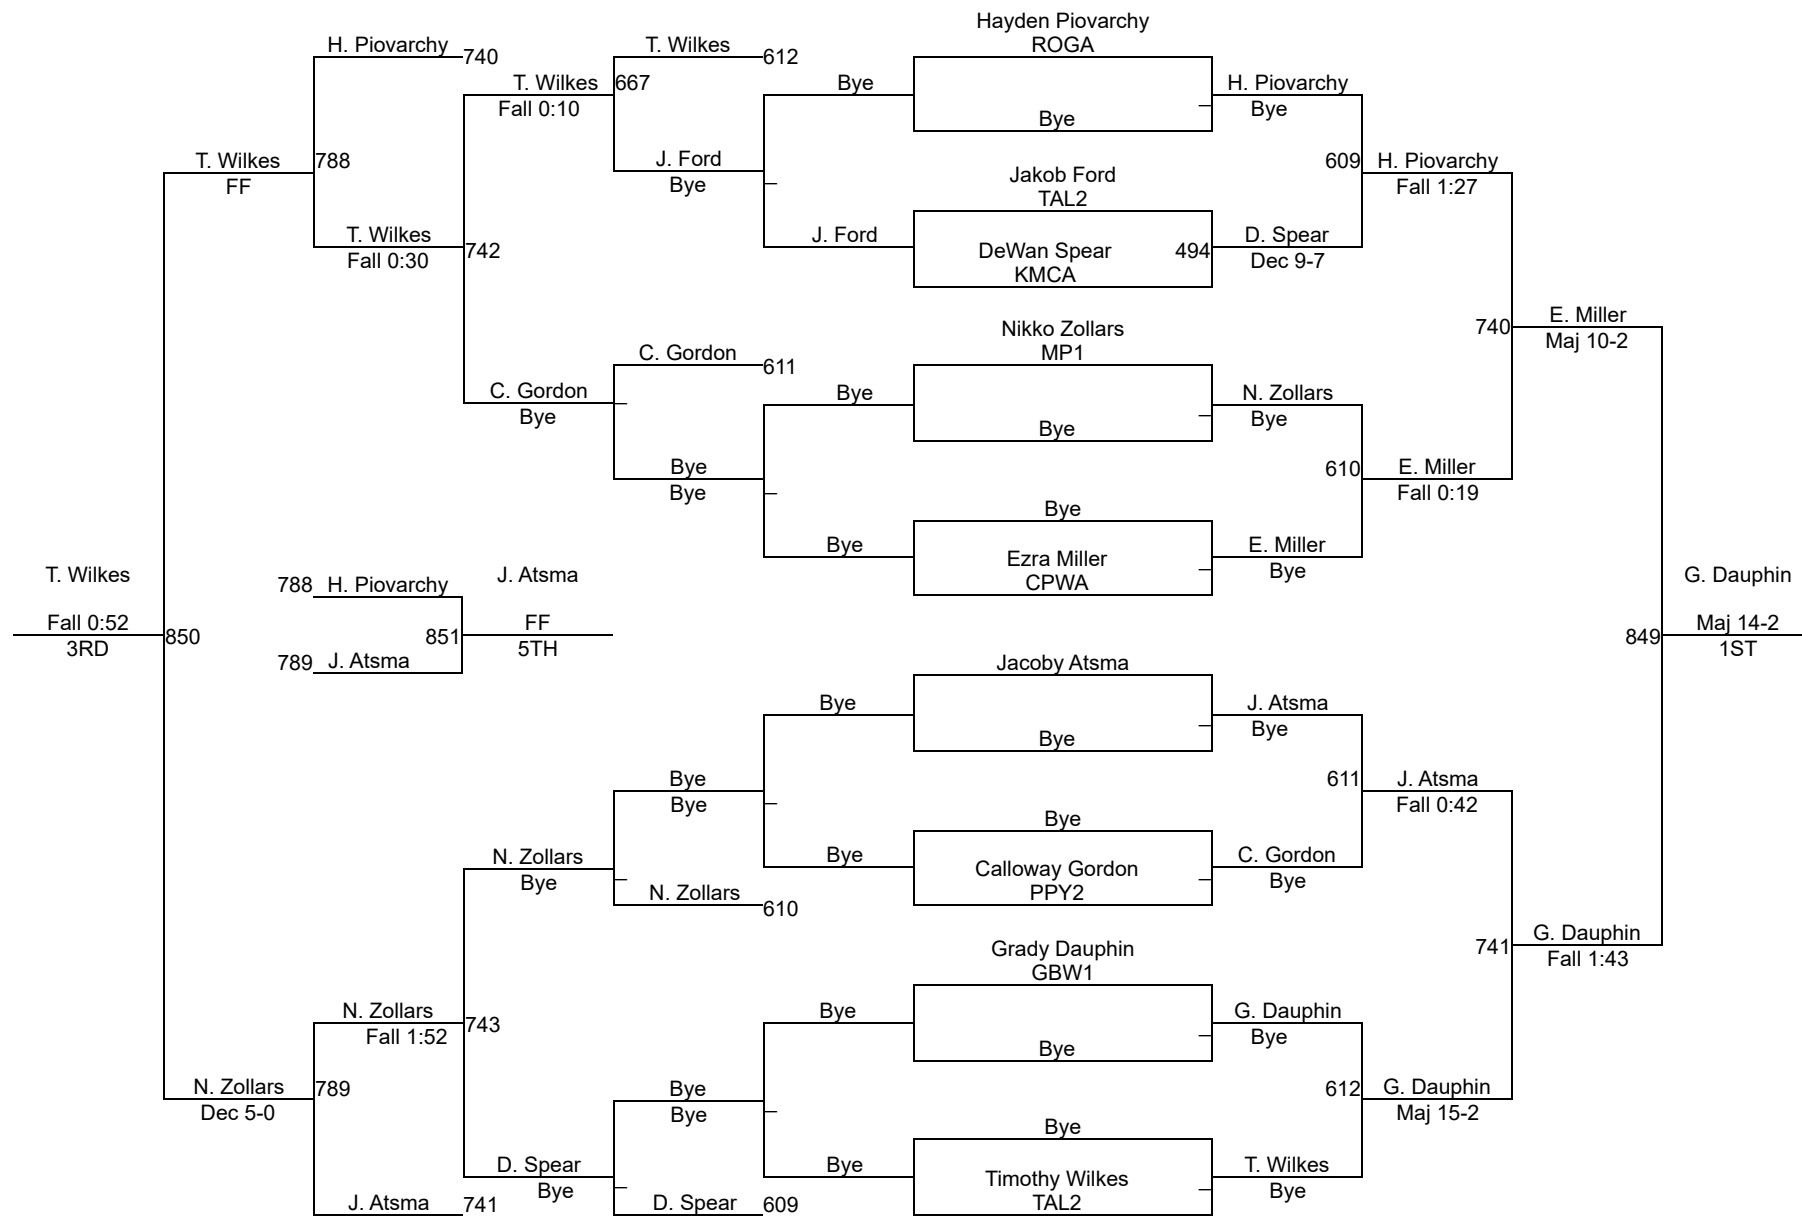 Hayden Piovarchy
ROGA
H. Piovarchy
740
T. Wilkes
612
T. Wilkes
667
Fall 0:10
Bye
Bye
H. Piovarchy
Bye
T. Wilkes
FF
788
J. Ford
Bye
Jakob Ford
TAL2
609
H. Piovarchy
Fall 1:27
T. Wilkes
Fall 0:30
742
J. Ford
DeWan Spear
KMCA
494
D. Spear
Dec 9-7
Nikko Zollars
MP1
740
E. Miller
Maj 10-2
C. Gordon
611
C. Gordon
Bye
Bye
Bye
N. Zollars
Bye
Bye
Bye
610
E. Miller
Fall 0:19
Bye
Bye
Ezra Miller
CPWA
E. Miller
Bye
T. Wilkes
Fall 0:52
3RD
850
788
H. Piovarchy
789
J. Atsma
851
J. Atsma
FF
5TH
G. Dauphin
849
Maj 14-2
1ST
Jacoby Atsma
Bye
Bye
J. Atsma
Bye
Bye
Bye
611
J. Atsma
Fall 0:42
Bye
Bye
Calloway Gordon
PPY2
C. Gordon
Bye
N. Zollars
Bye
N. Zollars
610
Grady Dauphin
GBW1
741
G. Dauphin
Fall 1:43
N. Zollars
Fall 1:52
743
Bye
Bye
G. Dauphin
Bye
N. Zollars
Dec 5-0
789
Bye
Bye
612
G. Dauphin
Maj 15-2
Bye
D. Spear
Bye
Bye
Timothy Wilkes
TAL2
T. Wilkes
Bye
J. Atsma
741
D. Spear
609